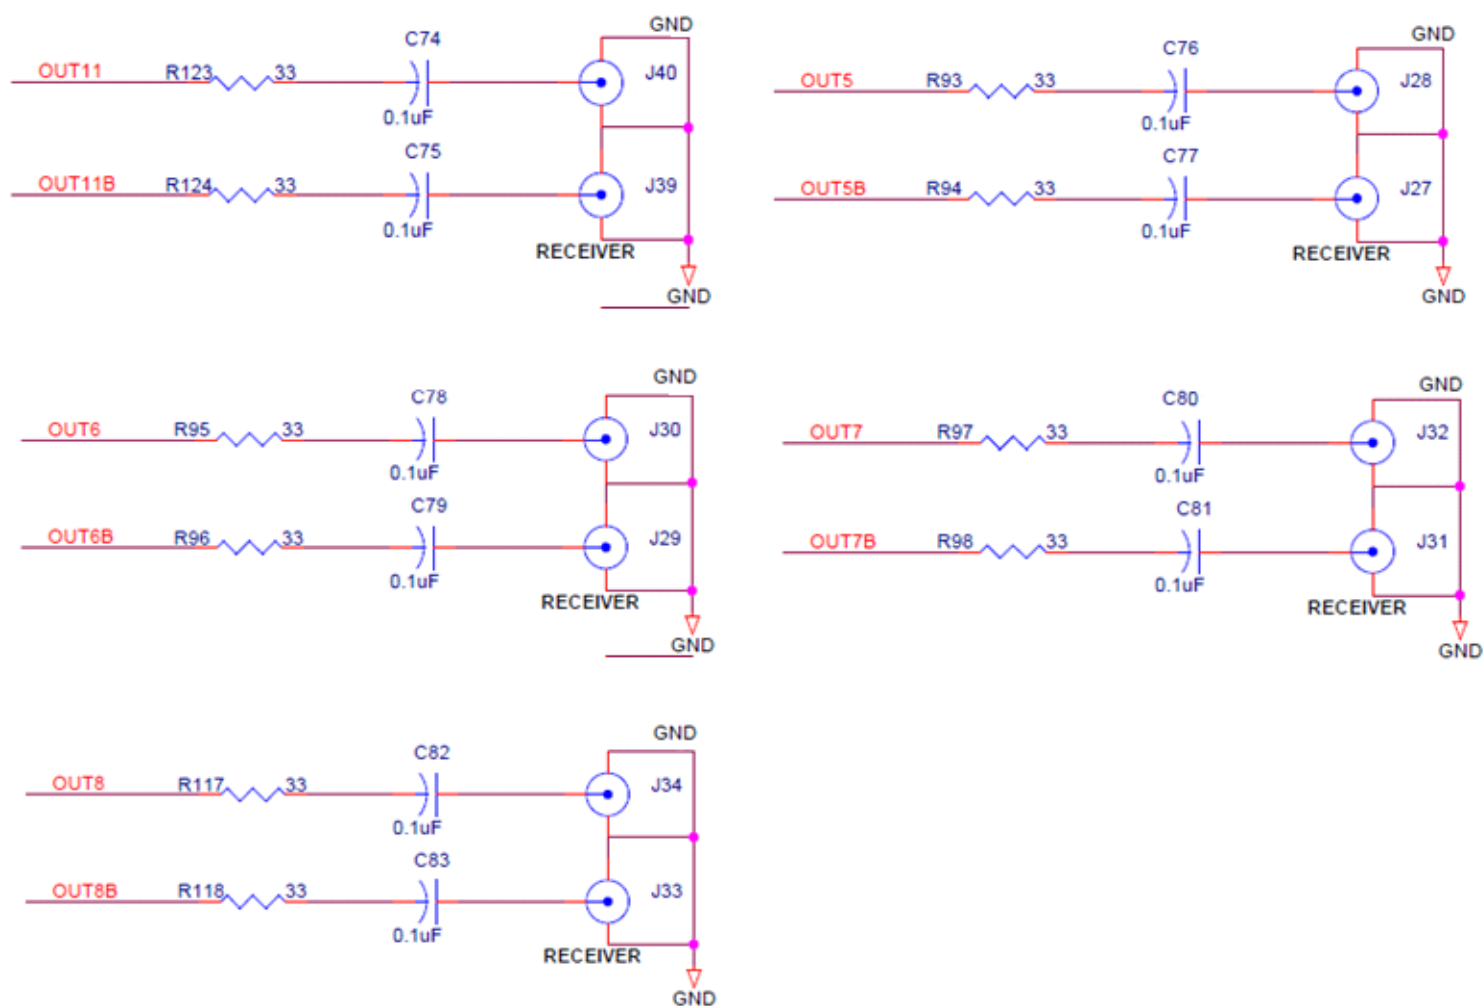 GND
C74
OUT11 R123 33 J40
0.1uF
C75
OUT11B R124 33 J39
0.1uF
RECEIVER
GND
GND
C76
OUT5 R93 33 J28
0.1uF
C77
OUT5B R94 33 J27
0.1uF
RECEIVER
GND
GND
C78
OUT6 R95 33 J30
0.1uF
C79
OUT6B R96 33 J29
0.1uF
RECEIVER
GND
GND
C80
OUT7 R97 33 J32
0.1uF
C81
OUT7B R98 33 J31
0.1uF
RECEIVER
GND
GND
C82
OUT8 R117 33 J34
0.1uF
C83
OUT8B R118 33 J33
0.1uF
RECEIVER
GND